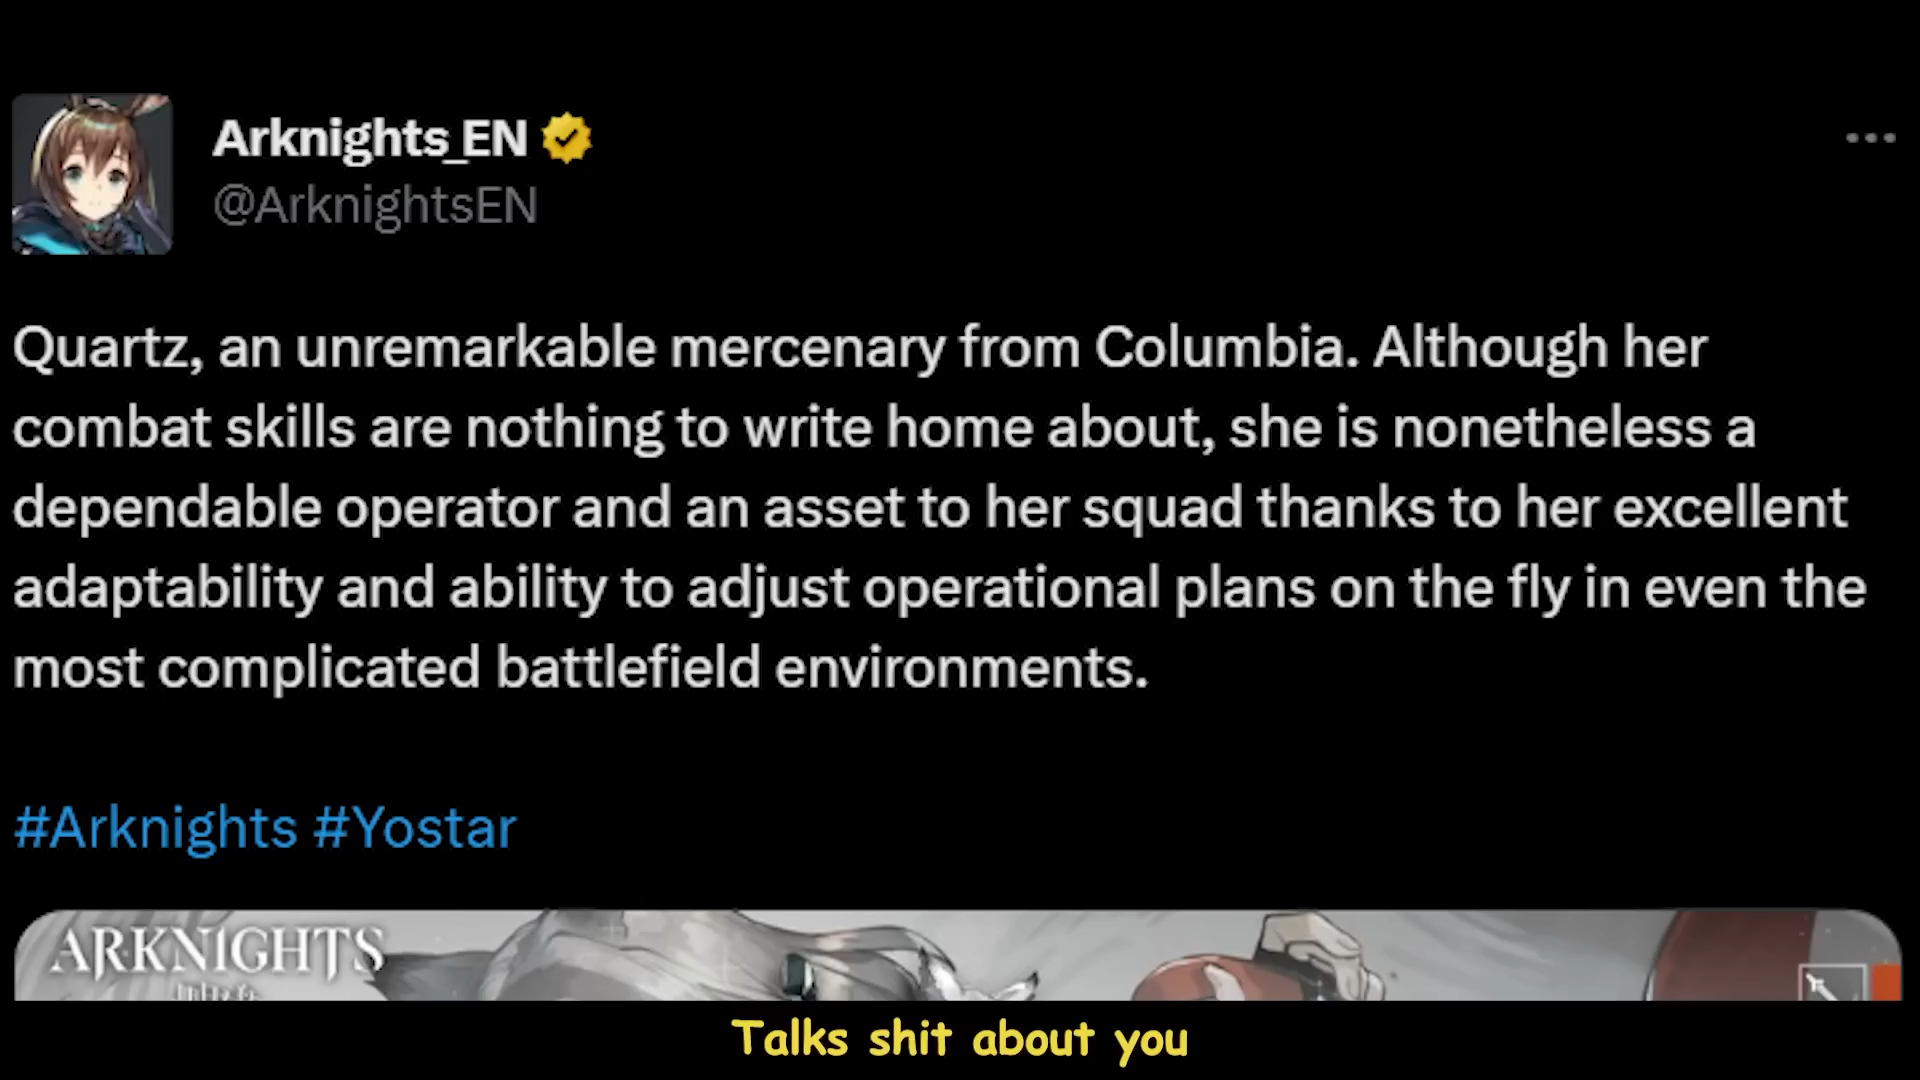 Arknights_EN
@ArknightsEN
Quartz, an unremarkable mercenary from Columbia. Although her
combat skills are nothing to write home about, she is nonetheless a
dependable operator and an asset to her squad thanks to her excellent
adaptability and ability to adjust operational plans on the fly in even the
most complicated battlefield environments.
#Arknights #Yostar
ARKNIGHTS
Talks shit about you